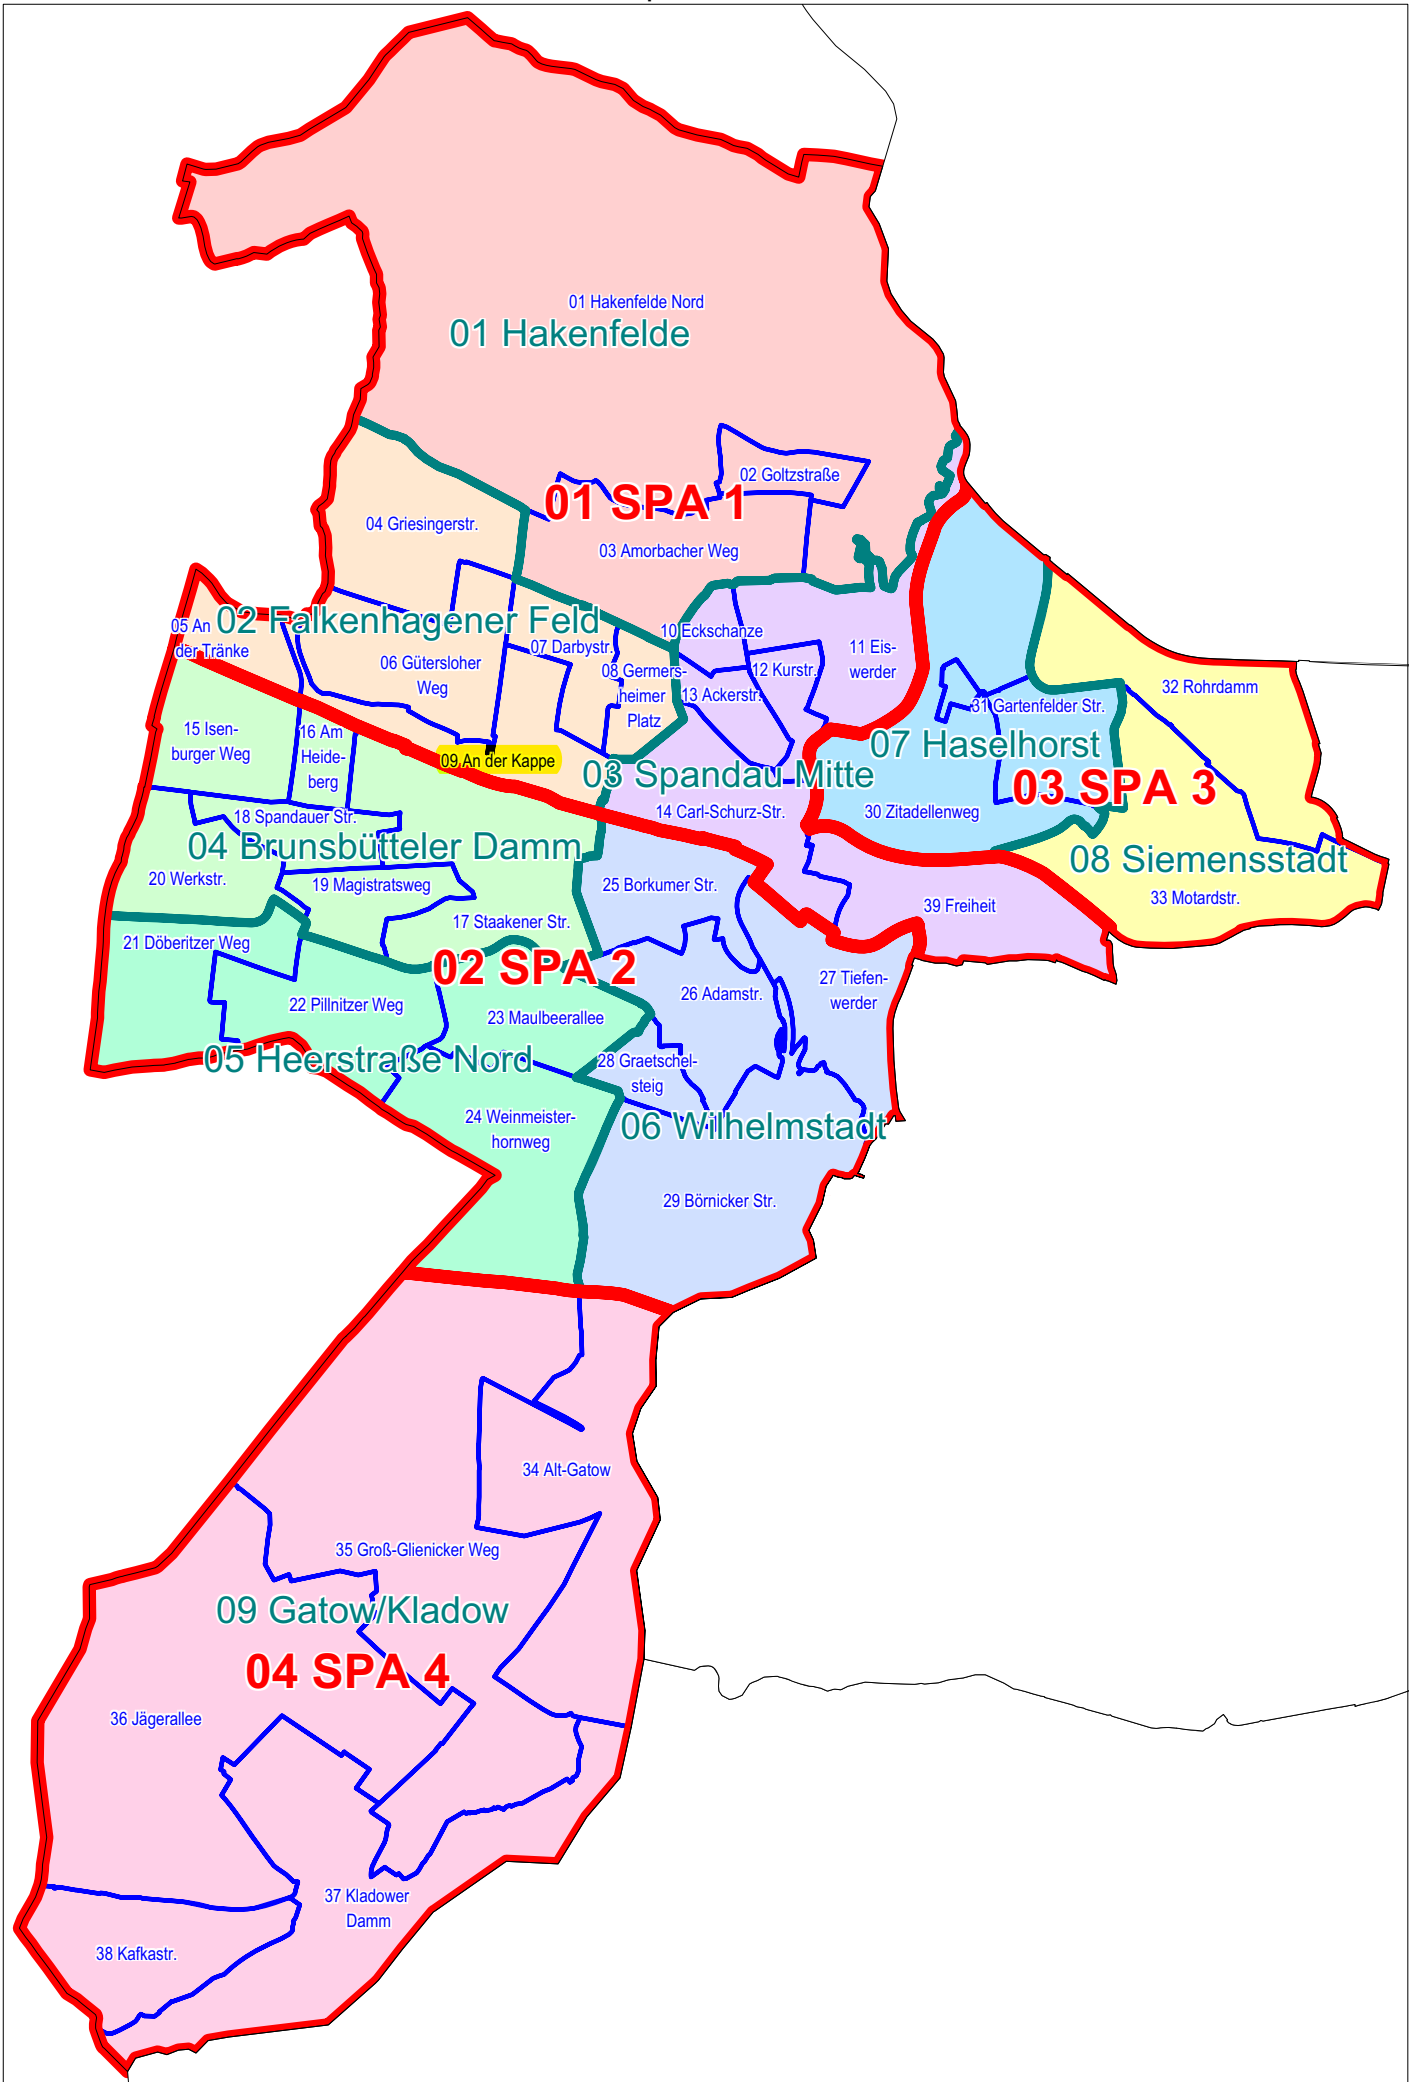 01 Hakenfelde Nord
01 Hakenfelde
02 Goltzstraße
01 SPA 1
04 Griesingerstr.
03 Amorbacher Weg
02 Falkenhagener Feld
05 An
der Tränke
10 Eckschanze
07 Darbystr.
11 Eis-
werder
06 Gütersloher
Weg
08 Germers-
heimer
Platz
12 Kurstr.
13 Ackerstr.
32 Rohrdamm
31 Gartenfelder Str.
15 Isen-
burger Weg
16 Am
Heide-
berg
07 Haselhorst
09 An der Kappe
03 Spandau Mitte
03 SPA 3
14 Carl-Schurz-Str.
30 Zitadellenweg
18 Spandauer Str.
04 Brunsbütteler Damm
08 Siemensstadt
20 Werkstr.
19 Magistratsweg
25 Borkumer Str.
33 Motardstr.
39 Freiheit
17 Staakener Str.
21 Döberitzer Weg
02 SPA 2
27 Tiefen-
werder
26 Adamstr.
22 Pillnitzer Weg
23 Maulbeerallee
05 Heerstraße Nord
28 Graetschel-
steig
24 Weinmeister-
hornweg
06 Wilhelmstadt
29 Börnicker Str.
34 Alt-Gatow
35 Groß-Glienicker Weg
09 Gatow/Kladow
04 SPA 4
36 Jägerallee
37 Kladower
Damm
38 Kafkastr.